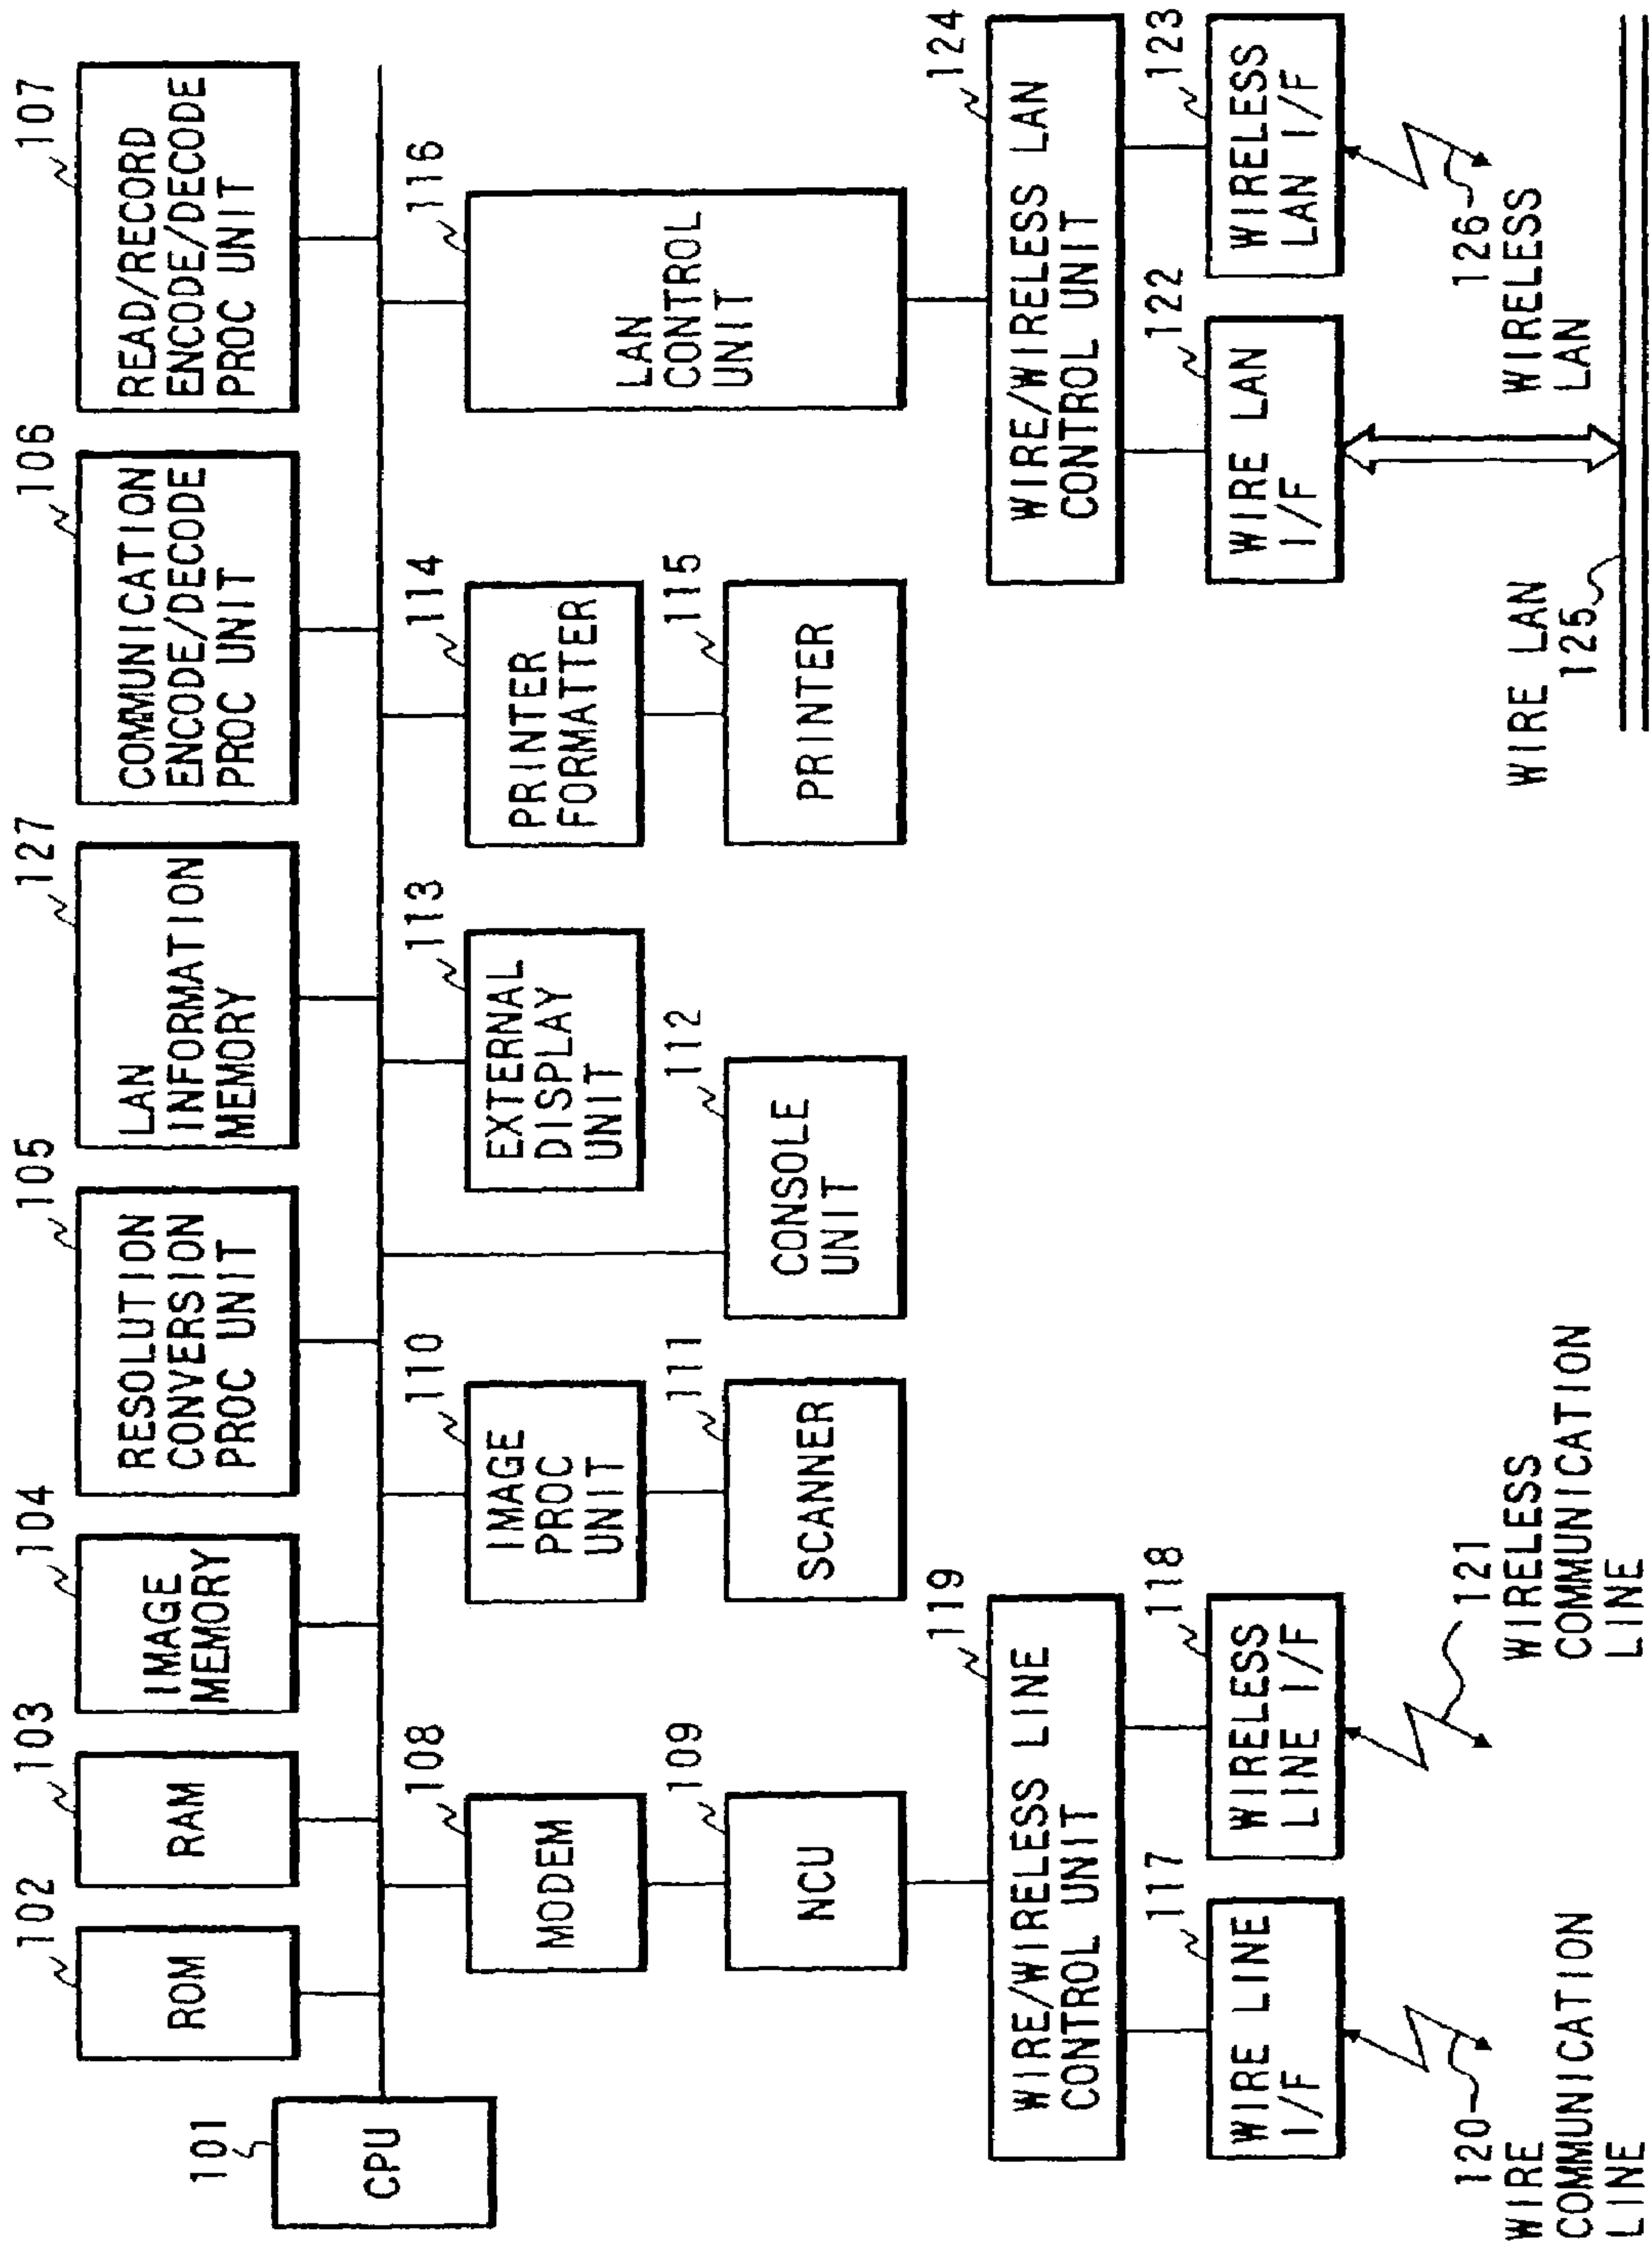 101
CPU
102
ROM
103
RAM
104
IMAGE
MEMORY
105
RESOLUTION
CONVERSION
PROC UNIT
127
LAN
INFORMATION
MEMORY
106
COMMUNICATION
ENCODE/DECODE
PROC UNIT
107
READ/RECORD
ENCODE/DECODE
PROC UNIT
108
MODEM
109
NCU
110
IMAGE
PROC
UNIT
111
SCANNER
112
CONSOLE
UNIT
113
EXTERNAL
DISPLAY
UNIT
114
PRINTER
FORMATTER
115
PRINTER
116
LAN
CONTROL
UNIT
119
WIRE/WIRELESS LINE
CONTROL UNIT
117
WIRE LINE
I/F
118
WIRELESS
LINE I/F
120
WIRE
COMMUNICATION
LINE
121
WIRELESS
COMMUNICATION
LINE
124
WIRE/WIRELESS LAN
CONTROL UNIT
122
WIRE LAN
I/F
123
WIRELESS
LAN I/F
WIRE LAN
125
126
WIRELESS
LAN